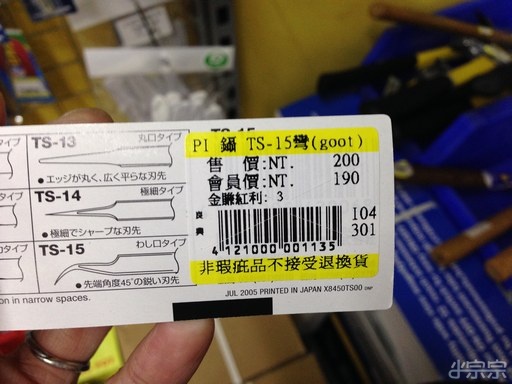 TS-13 丸口タイプ
●エッジが丸く、広く平らな刃先
TS-14 極細タイプ
●極細でシャープな刃先
TS-15 わし口タイプ
●先端角度45°の鋭い刃先
on in narrow spaces.
PI 鑷 TS-15彎(goot)
售 價:NT. 200
會員價:NT. 190
金賺紅利: 3
104
301
4 121000 001135
非瑕疵品不接受退換貨
JUL 2005 PRINTED IN JAPAN X8450TS00
小宗宗